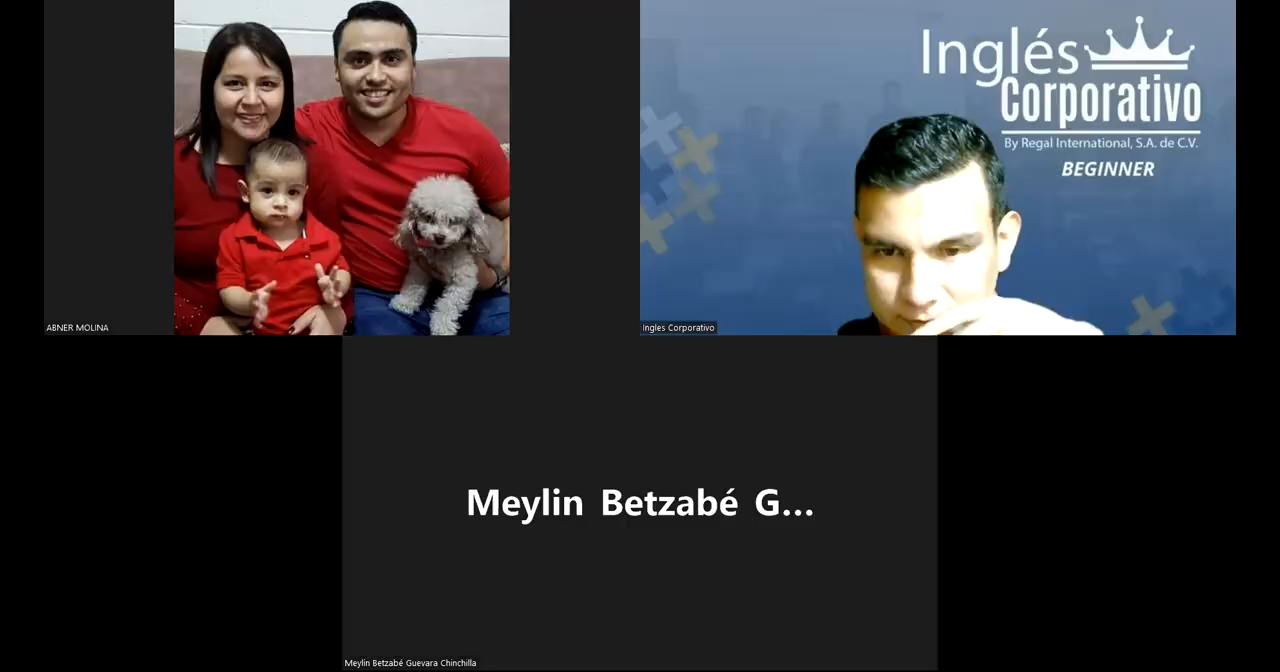 Inglés
Corporativo
By Regal International, S.A. de C.V.
BEGINNER
ABNER MOLINA
Ingles Corporativo
Meylin Betzabé G...
Meylin Betzabé Guevara Chinchilla